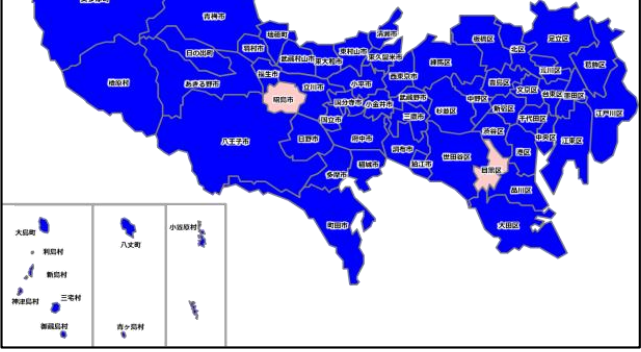 奥多摩町
青梅市
瑞穂町
清瀬市
板橋区
北区
足立区
日の出町
羽村市
武蔵村山市
東大和市
東村山市
東久留米市
練馬区
荒川区
葛飾区
檜原村
あきる野市
福生市
立川市
小平市
西東京市
豊島区
文京区
台東区
墨田区
昭島市
国分寺市
小金井市
武蔵野市
中野区
新宿区
千代田区
江戸川区
国立市
三鷹市
杉並区
渋谷区
中央区
江東区
八王子市
日野市
府中市
調布市
港区
多摩市
稲城市
狛江市
世田谷区
目黒区
品川区
町田市
大田区
大島町
利島村
新島村
神津島村
三宅村
御蔵島村
八丈町
青ヶ島村
小笠原村